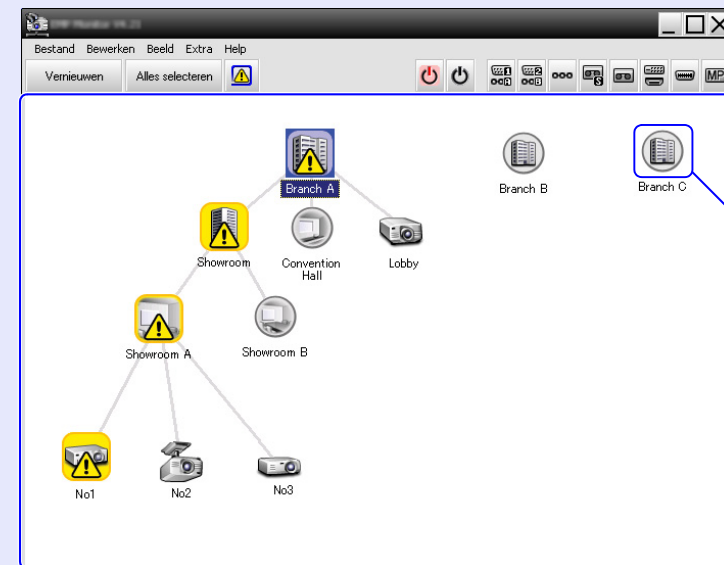 Bestand Bewerken Beeld Extra Help
Vernieuwen Alles selecteren MP
Branch A Branch B Branch C
Showroom Convention Hall Lobby
Showroom A Showroom B
No1 No2 No3